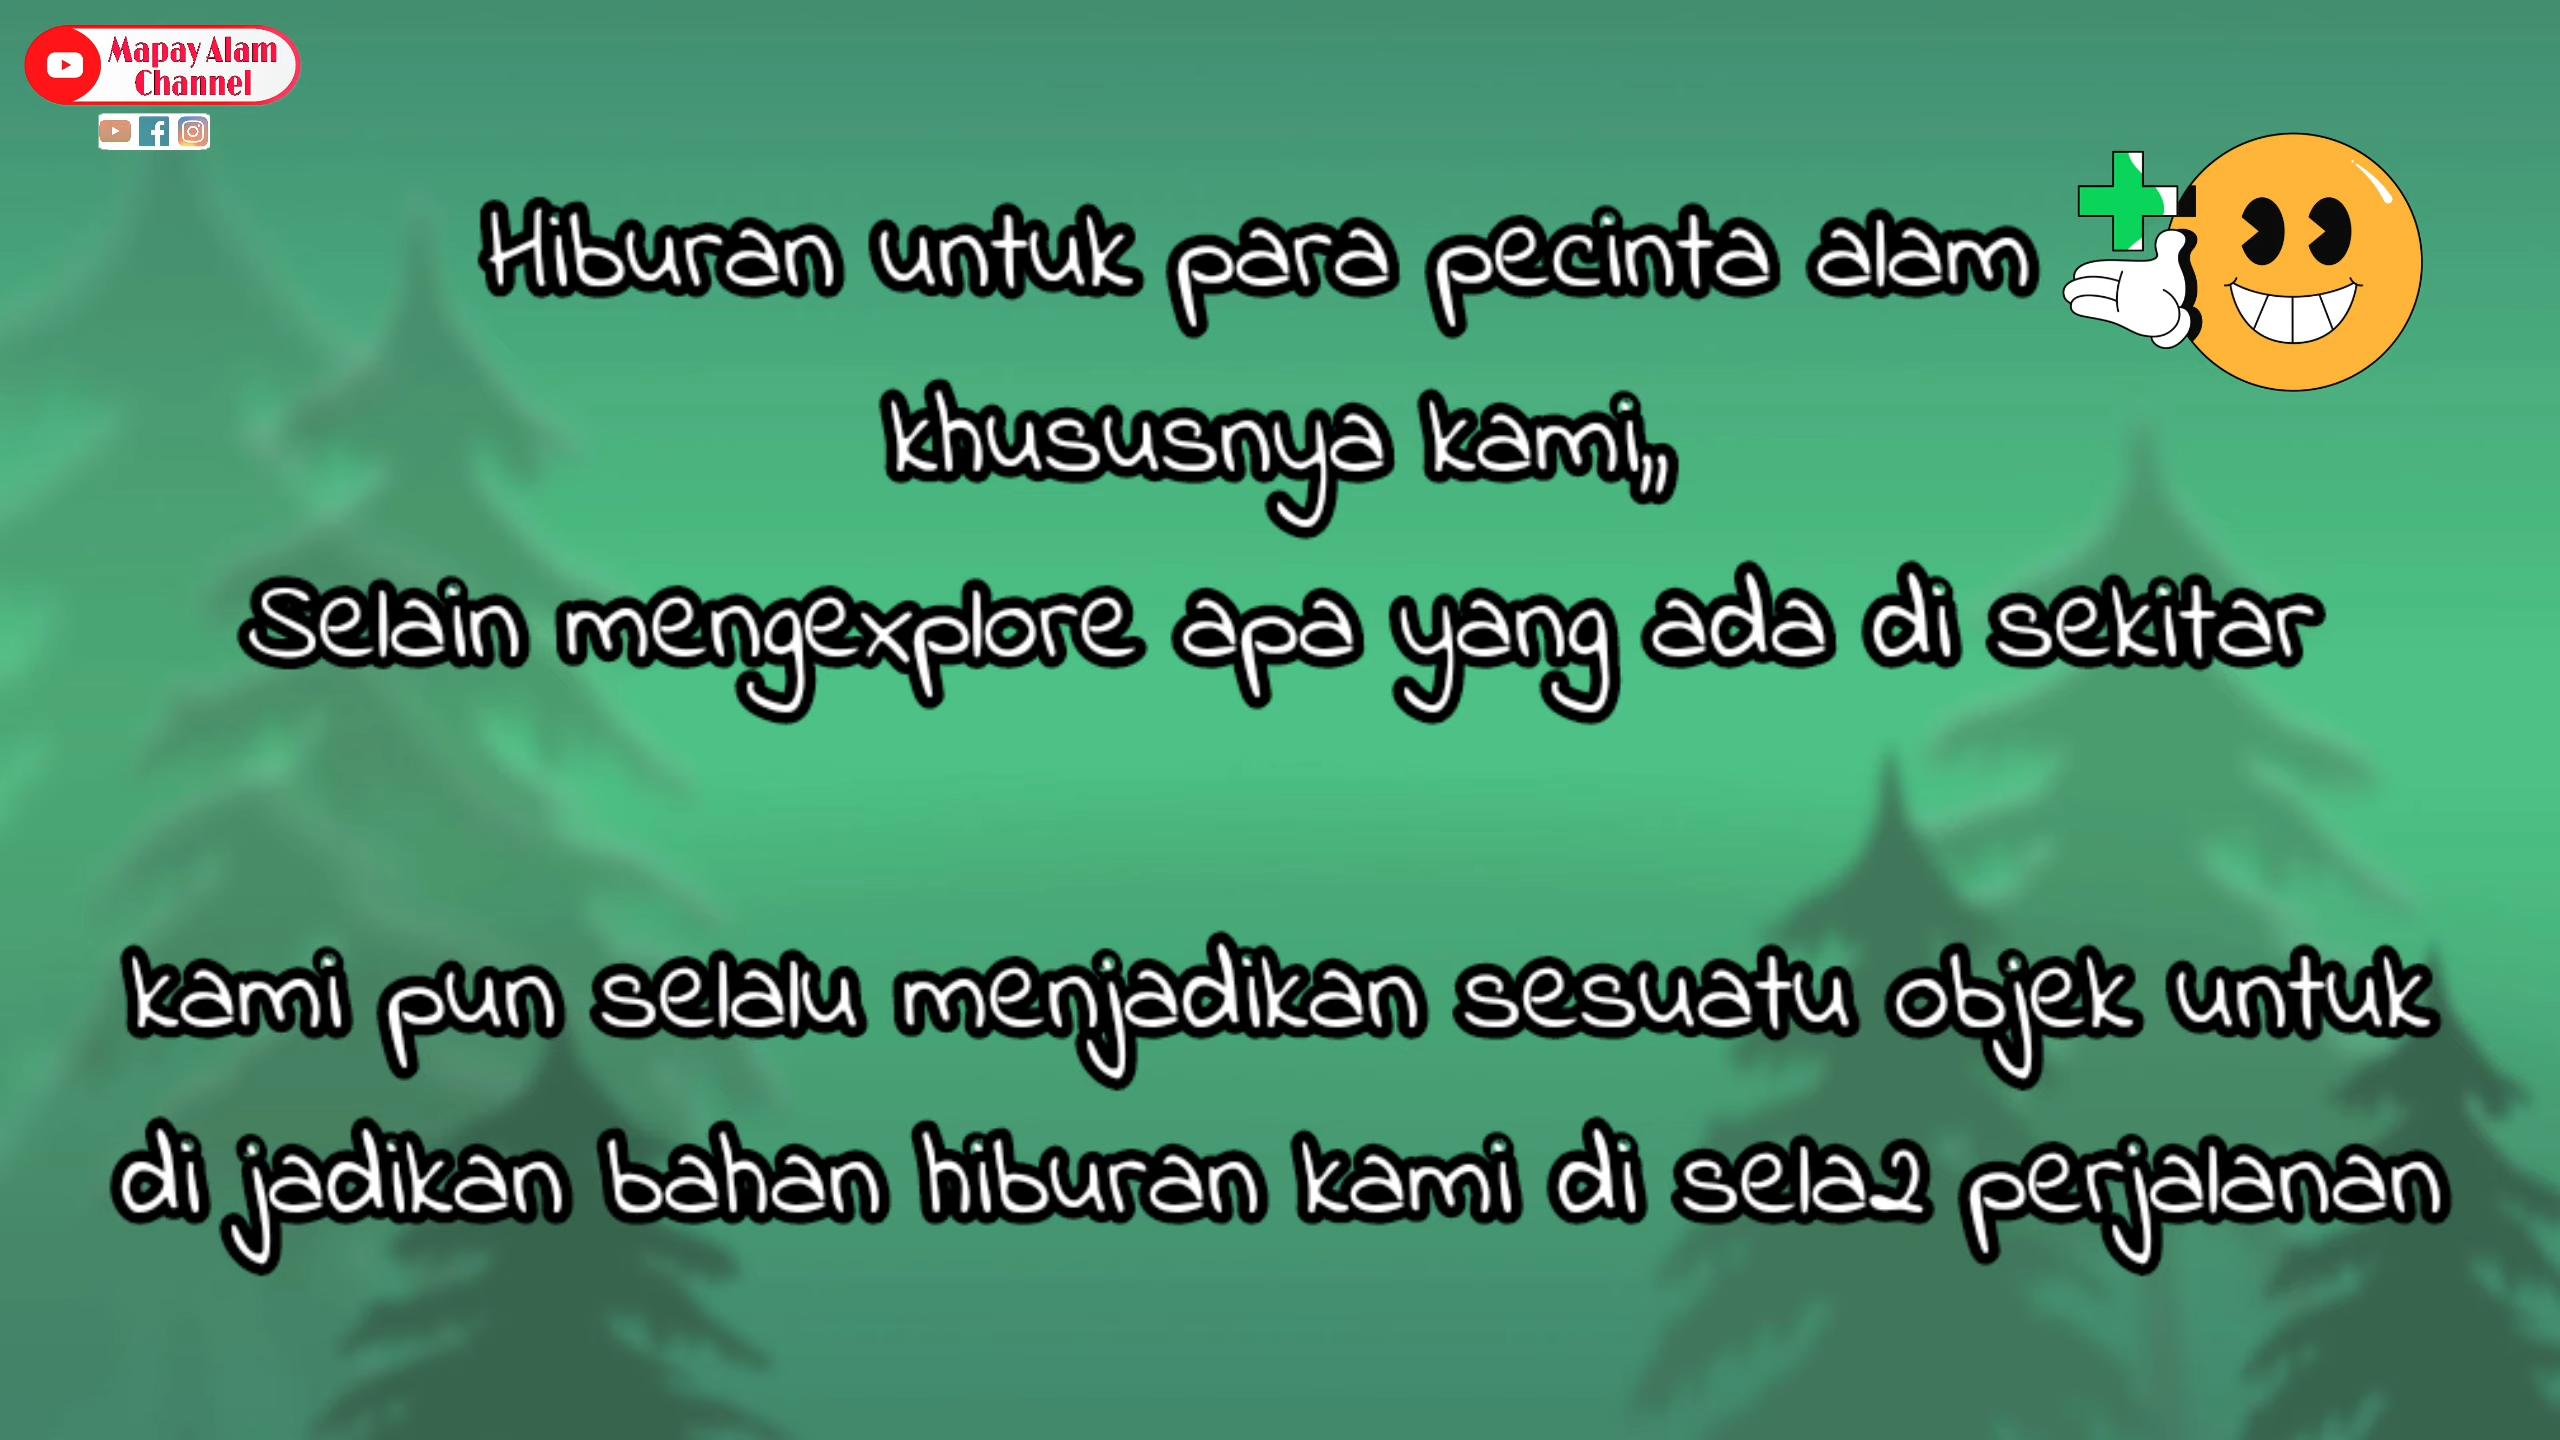 Mapay Alam
Channel
Hiburan untuk para pecinta alam
khususnya kami,,
Selain mengexplore apa yang ada di sekitar
kami pun selalu menjadikan sesuatu objek untuk
di jadikan bahan hiburan kami di sela2 perjalanan